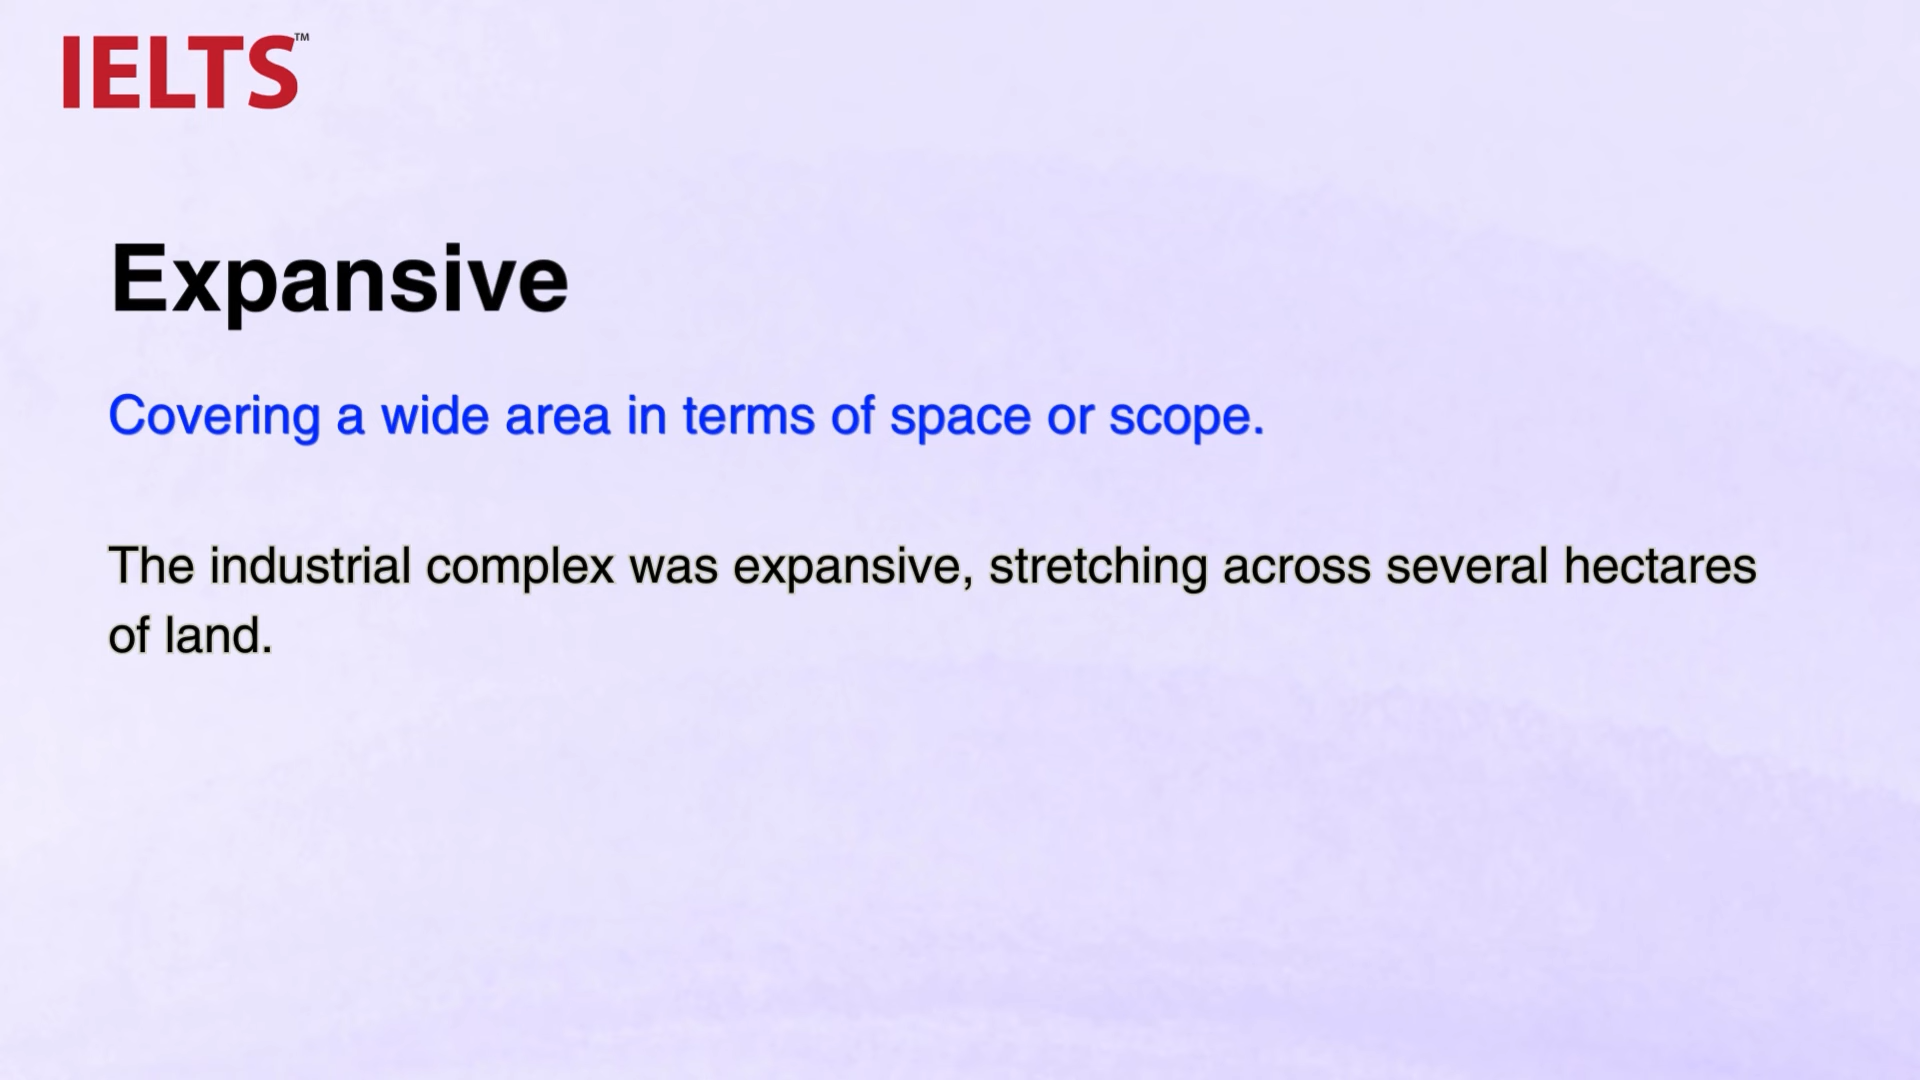 IELTS™
Expansive
Covering a wide area in terms of space or scope.
The industrial complex was expansive, stretching across several hectares
of land.